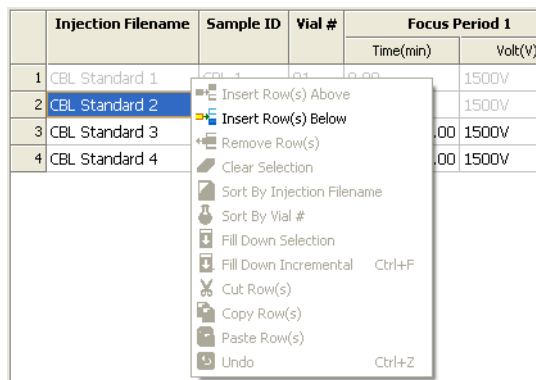 Injection Filename Sample ID Vial # Focus Period 1
Time(min) Volt(V)
1 CBL Standard 1 CBL 1 01 0.00 1500V
2 CBL Standard 2 1500V
3 CBL Standard 3 .00 1500V
4 CBL Standard 4 .00 1500V
Insert Row(s) Above
Insert Row(s) Below
Remove Row(s)
Clear Selection
Sort By Injection Filename
Sort By Vial #
Fill Down Selection
Fill Down Incremental Ctrl+F
Cut Row(s)
Copy Row(s)
Paste Row(s)
Undo Ctrl+Z